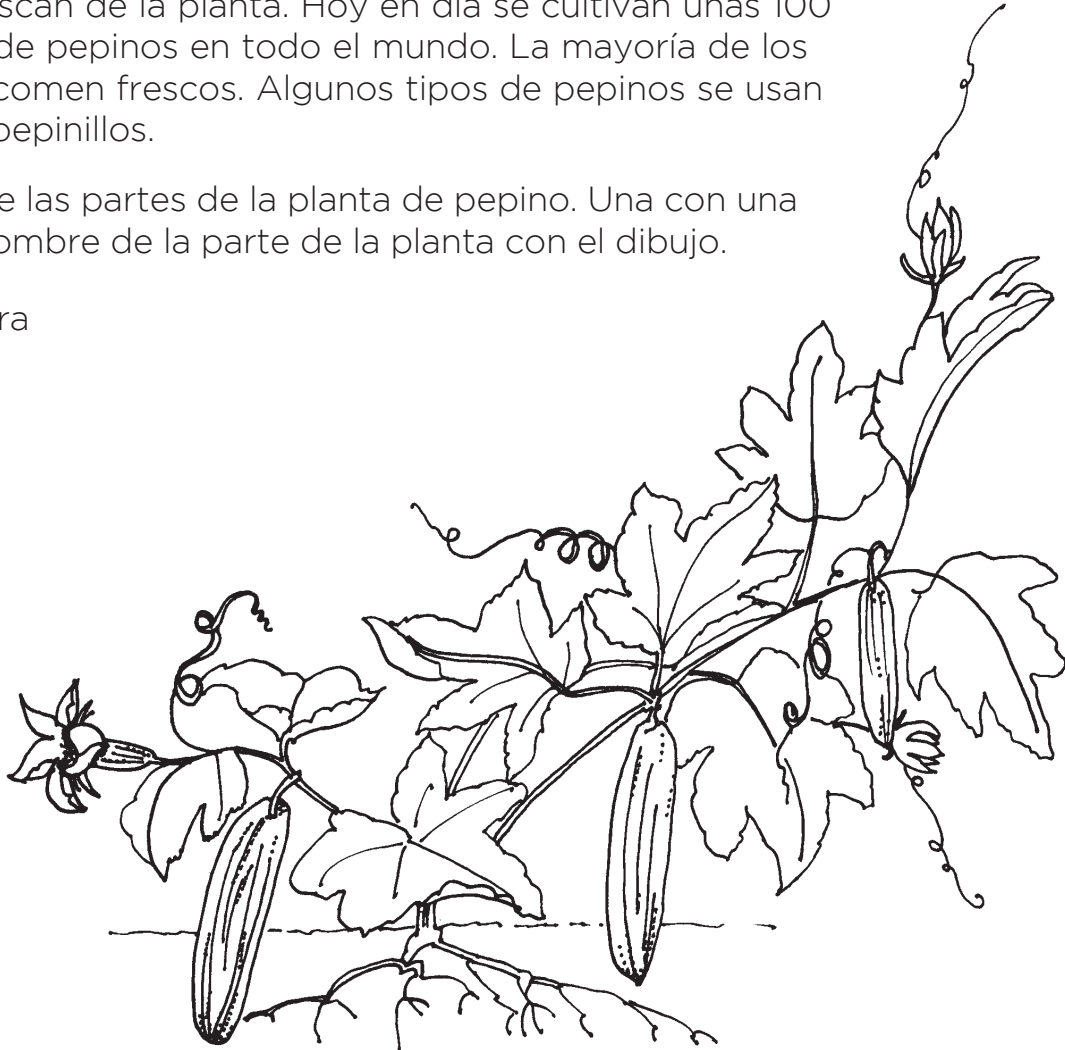 scan de la planta. Hoy en día se cultivan unas 100
de pepinos en todo el mundo. La mayoría de los
comen frescos. Algunos tipos de pepinos se usan
pepinillos.
e las partes de la planta de pepino. Una con una
ombre de la parte de la planta con el dibujo.
ra